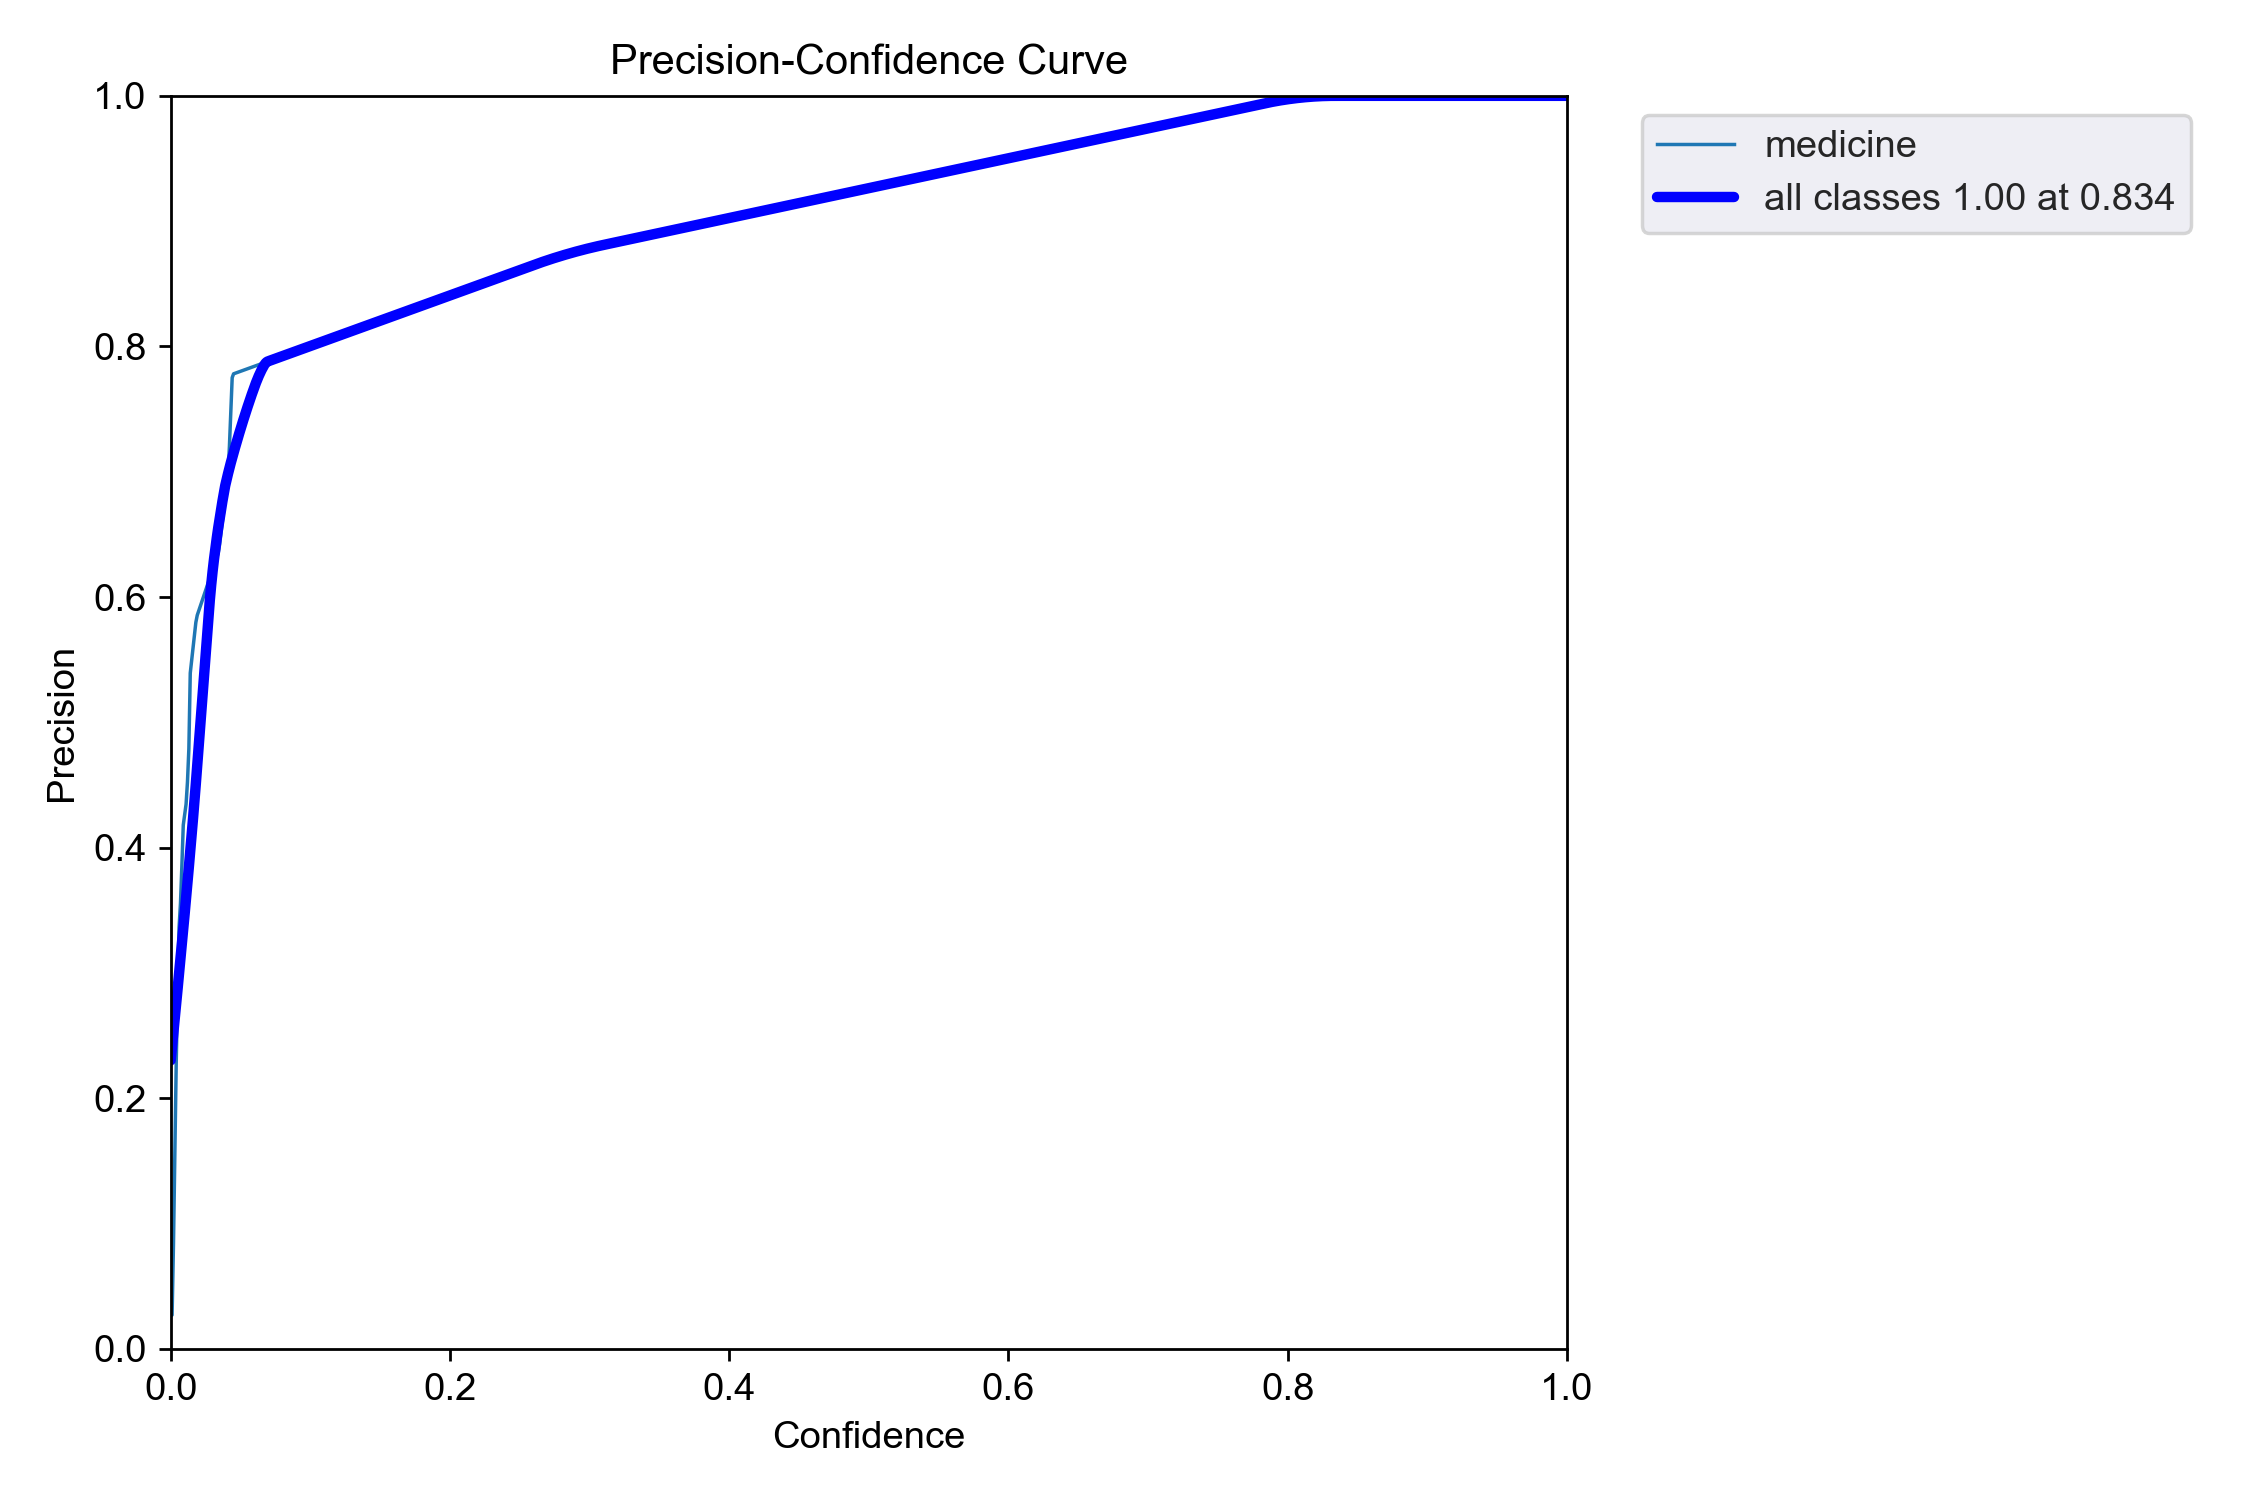 Precision-Confidence Curve
1.0
0.8
0.6
0.4
0.2
0.0
Precision
0.0 0.2 0.4 0.6 0.8 1.0
Confidence
medicine
all classes 1.00 at 0.834